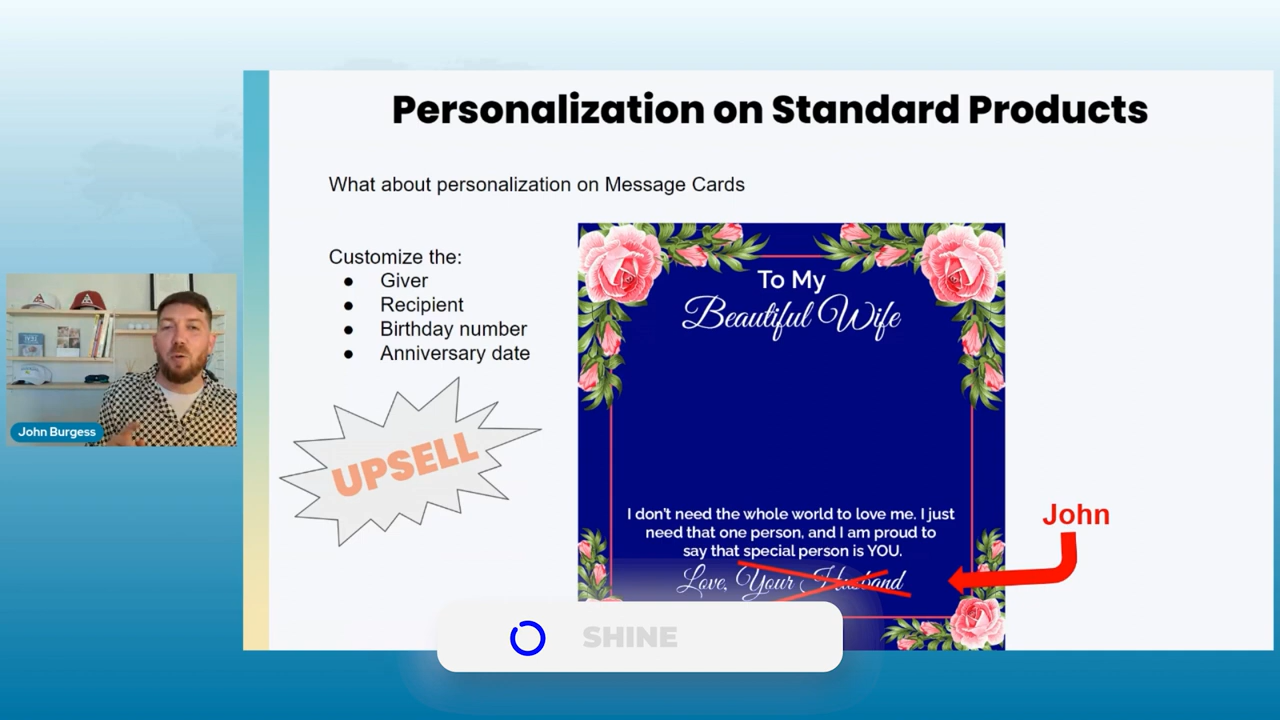 Personalization on Standard Products
What about personalization on Message Cards
Customize the:
● Giver
● Recipient
● Birthday number
● Anniversary date
UPSELL
To My
Beautiful Wife
I don't need the whole world to love me. I just
need that one person, and I am proud to
say that special person is YOU.
Love, Your Husband
John
John Burgess
SHINE